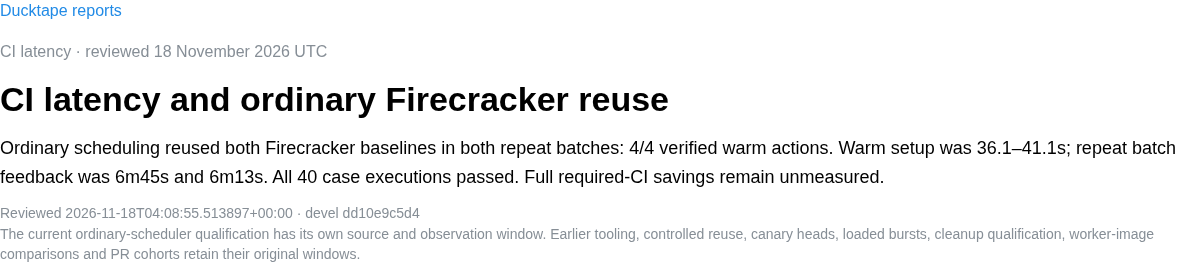 Ducktape reports
CI latency · reviewed 18 November 2026 UTC
CI latency and ordinary Firecracker reuse
Ordinary scheduling reused both Firecracker baselines in both repeat batches: 4/4 verified warm actions. Warm setup was 36.1–41.1s; repeat batch
feedback was 6m45s and 6m13s. All 40 case executions passed. Full required-CI savings remain unmeasured.
Reviewed 2026-11-18T04:08:55.513897+00:00 · devel dd10e9c5d4
The current ordinary-scheduler qualification has its own source and observation window. Earlier tooling, controlled reuse, canary heads, loaded bursts, cleanup qualification, worker-image
comparisons and PR cohorts retain their original windows.